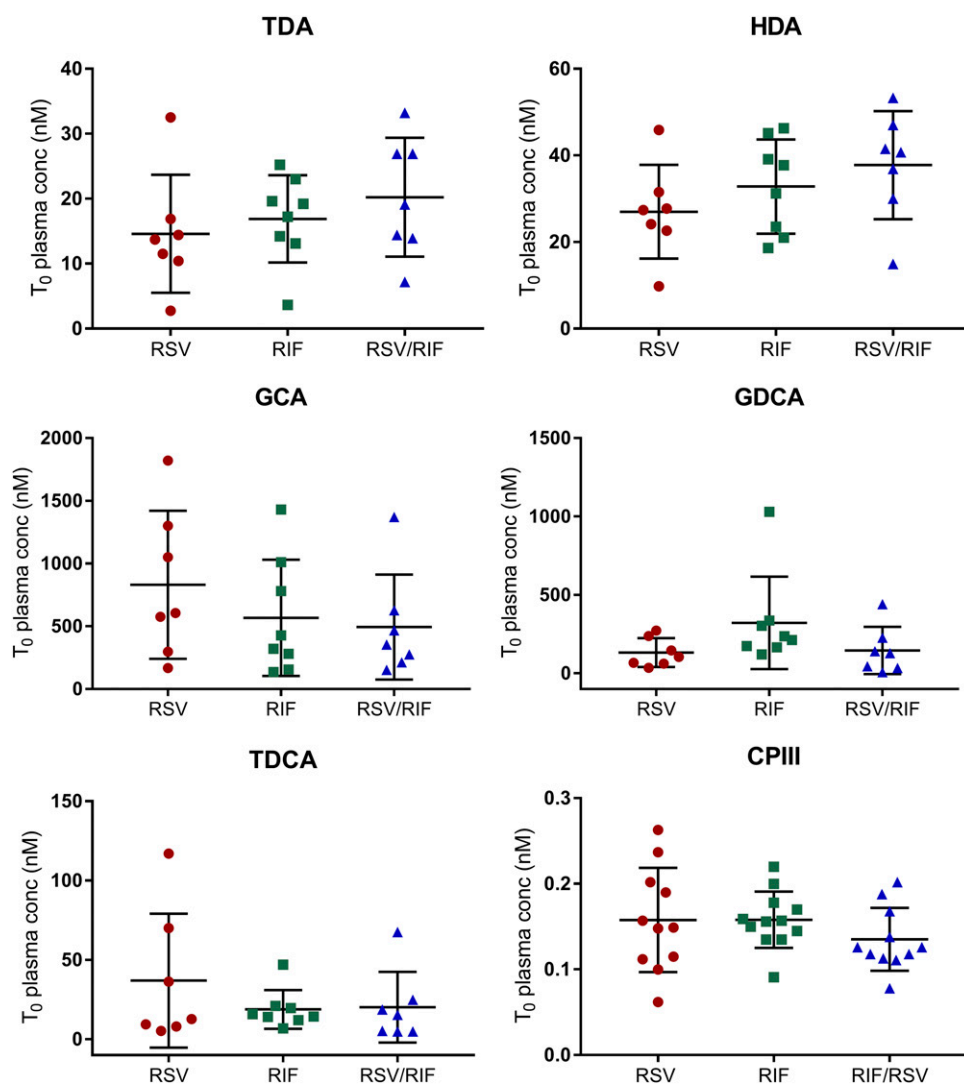 TDA
T0 plasma conc (nM)
40
30
20
10
0
RSV RIF RSV/RIF
HDA
T0 plasma conc (nM)
60
40
20
0
RSV RIF RSV/RIF
GCA
T0 plasma conc (nM)
2000
1500
1000
500
0
RSV RIF RSV/RIF
GDCA
T0 plasma conc (nM)
1500
1000
500
0
RSV RIF RSV/RIF
TDCA
T0 plasma conc (nM)
150
100
50
0
RSV RIF RSV/RIF
CPIII
T0 plasma conc (nM)
0.3
0.2
0.1
0.0
RSV RIF RIF/RSV